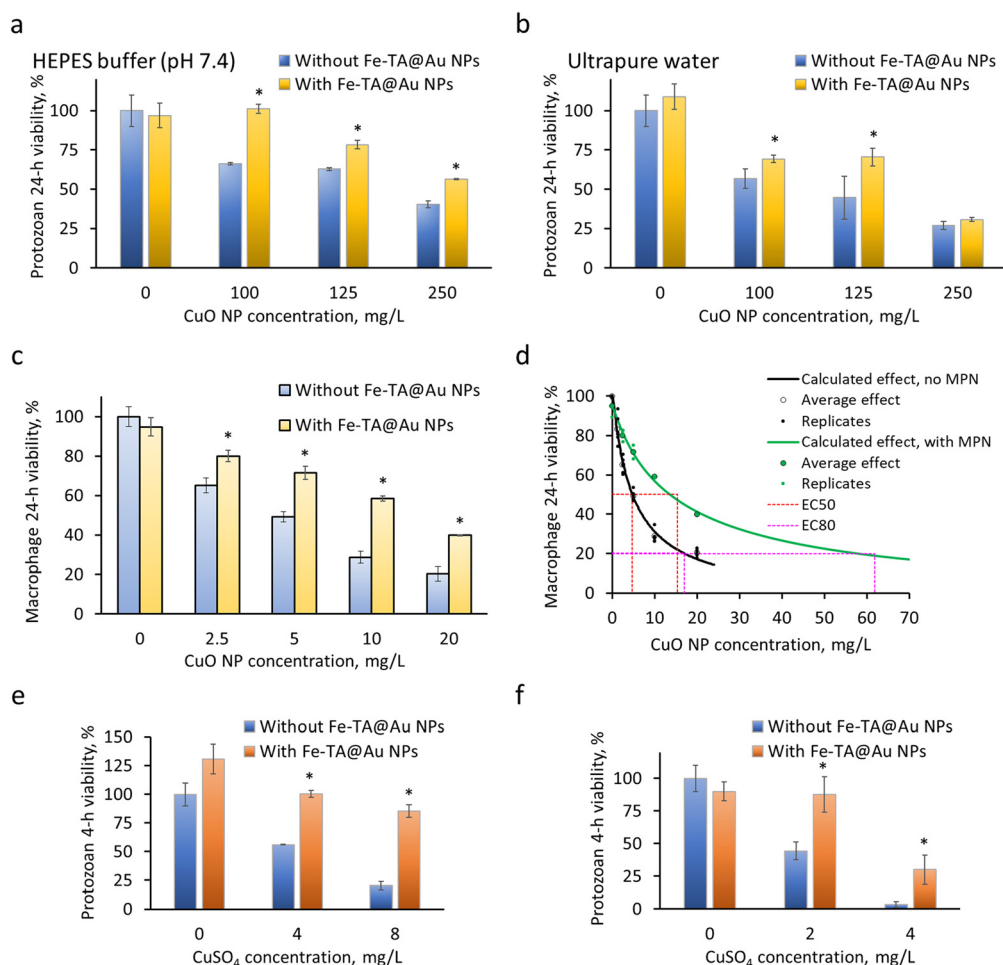 a
HEPES buffer (pH 7.4)
Without Fe-TA@Au NPs
With Fe-TA@Au NPs
Protozoan 24-h viability, %
100
75
50
25
0
*
*
*
0 100 125 250
CuO NP concentration, mg/L
b
Ultrapure water
Without Fe-TA@Au NPs
With Fe-TA@Au NPs
Protozoan 24-h viability, %
100
75
50
25
0
*
*
0 100 125 250
CuO NP concentration, mg/L
c
Without Fe-TA@Au NPs
With Fe-TA@Au NPs
Macrophage 24-h viability, %
100
80
60
40
20
0
*
*
*
*
0 2.5 5 10 20
CuO NP concentration, mg/L
d
Calculated effect, no MPN
Average effect
Replicates
Calculated effect, with MPN
Average effect
Replicates
EC50
EC80
Macrophage 24-h viability, %
100
90
80
70
60
50
40
30
20
10
0
0 10 20 30 40 50 60 70
CuO NP concentration, mg/L
e
Without Fe-TA@Au NPs
With Fe-TA@Au NPs
Protozoan 4-h viability, %
150
125
100
75
50
25
0
*
*
0 4 8
CuSO₄ concentration, mg/L
f
Without Fe-TA@Au NPs
With Fe-TA@Au NPs
Protozoan 4-h viability, %
100
75
50
25
0
*
*
0 2 4
CuSO₄ concentration, mg/L